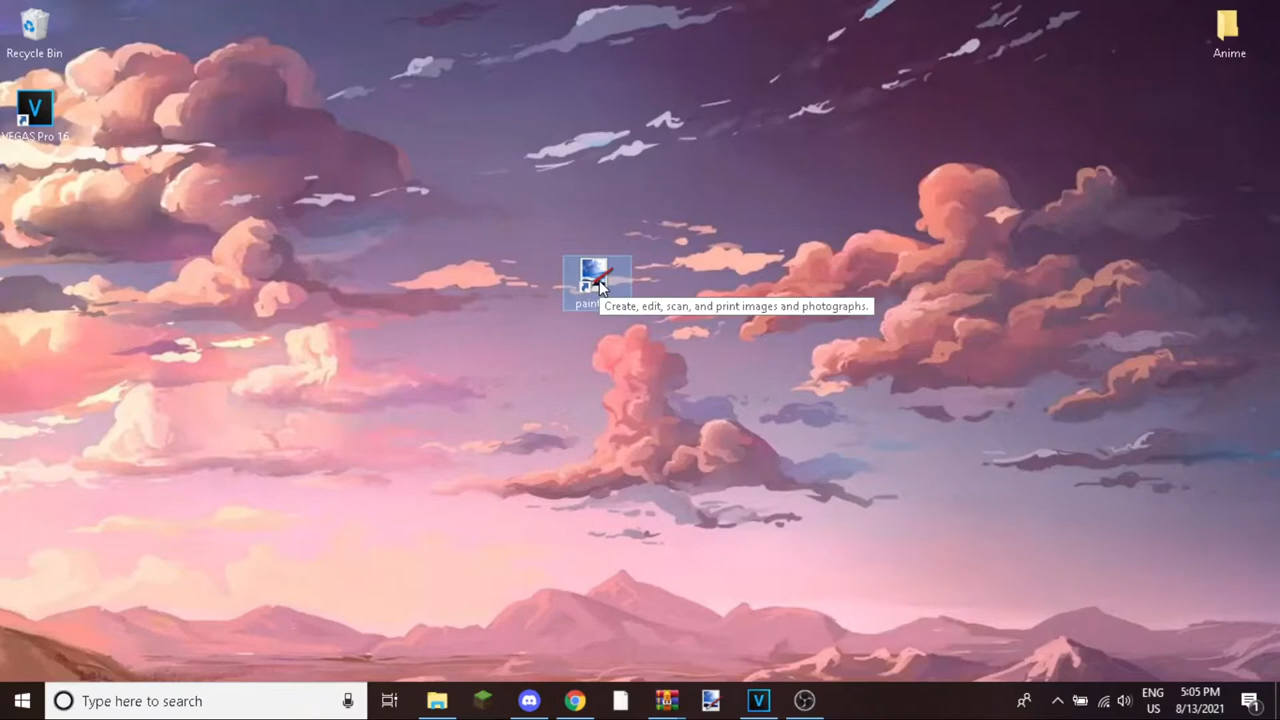 Recycle Bin
Anime
VEGAS Pro 16
paint
Create, edit, scan, and print images and photographs.
Type here to search
ENG
US
5:05 PM
8/13/2021
1